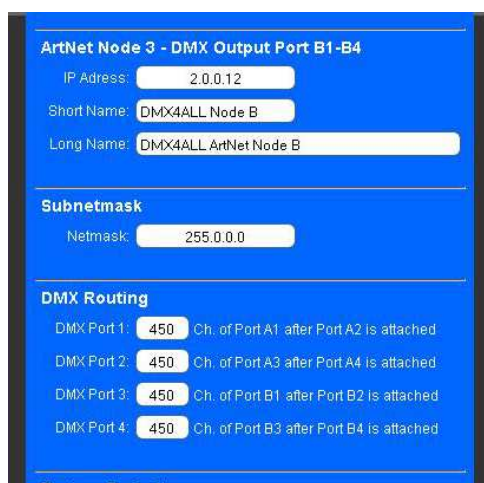 ArtNet Node 3 - DMX Output Port B1-B4
IP Adress: 2.0.0.12
Short Name: DMX4ALL Node B
Long Name: DMX4ALL ArtNet Node B
Subnetmask
Netmask: 255.0.0.0
DMX Routing
DMX Port 1: 450 Ch. of Port A1 after Port A2 is attached
DMX Port 2: 450 Ch. of Port A3 after Port A4 is attached
DMX Port 3: 450 Ch. of Port B1 after Port B2 is attached
DMX Port 4: 450 Ch. of Port B3 after Port B4 is attached